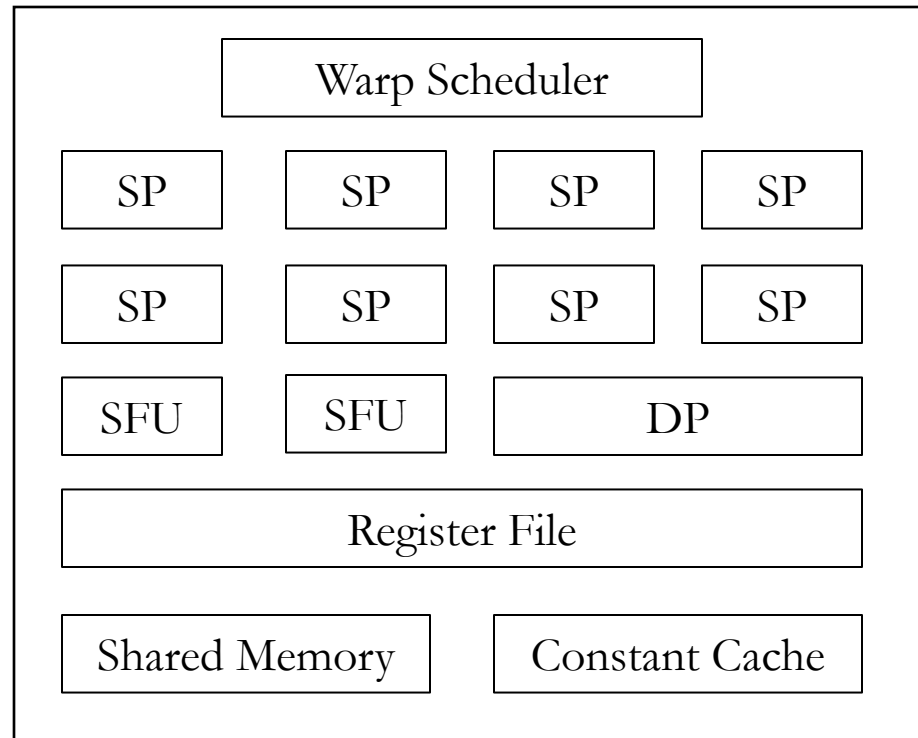 Warp Scheduler
SP SP SP SP
SP SP SP SP
SFU SFU DP
Register File
Shared Memory Constant Cache